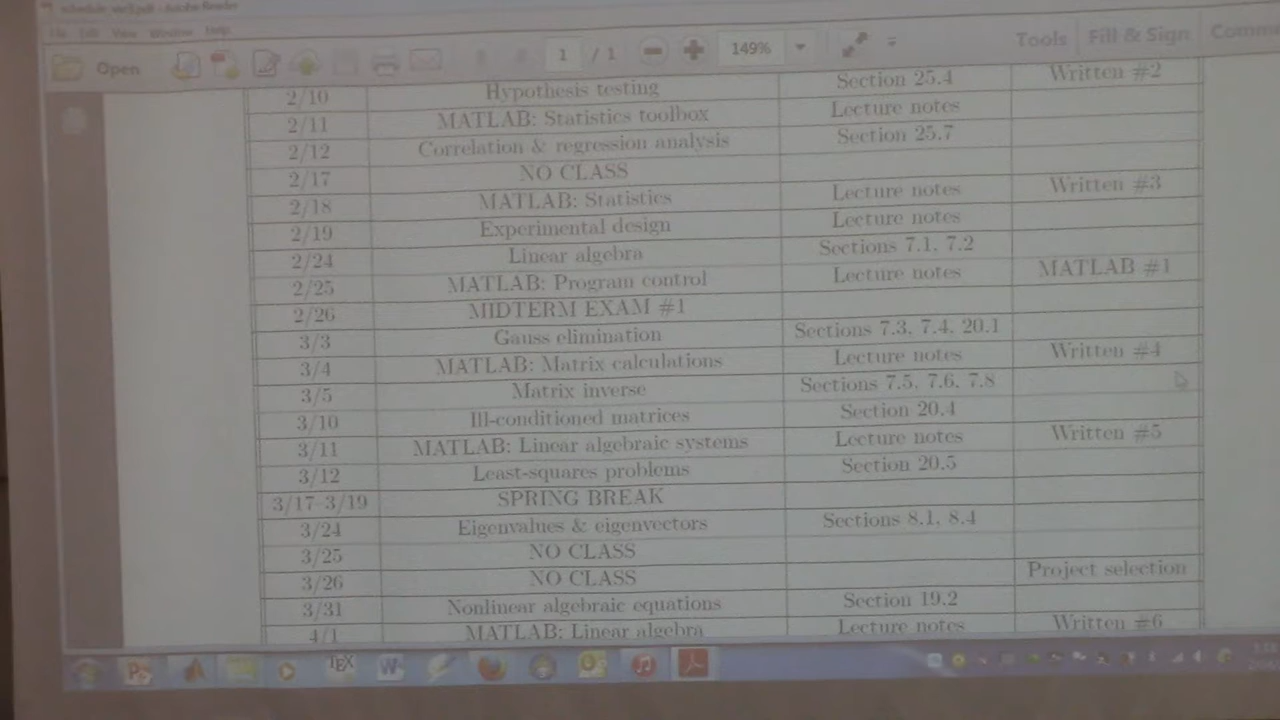 File Edit View Window Help
Open 1 / 1 149% Tools Fill & Sign
Written #2
2/10 Hypothesis testing Section 25.4
2/11 MATLAB: Statistics toolbox Lecture notes
2/12 Correlation & regression analysis Section 25.7
2/17 NO CLASS
2/18 MATLAB: Statistics Lecture notes Written #3
2/19 Experimental design Lecture notes
2/24 Linear algebra Sections 7.1, 7.2
2/25 MATLAB: Program control Lecture notes MATLAB #1
2/26 MIDTERM EXAM #1
3/3 Gauss elimination Sections 7.3, 7.4, 20.1
3/4 MATLAB: Matrix calculations Lecture notes Written #4
3/5 Matrix inverse Sections 7.5, 7.6, 7.8
3/10 Ill-conditioned matrices Section 20.4
3/11 MATLAB: Linear algebraic systems Lecture notes Written #5
3/12 Least-squares problems Section 20.5
3/17-3/19 SPRING BREAK
3/24 Eigenvalues & eigenvectors Sections 8.1, 8.4
3/25 NO CLASS
3/26 NO CLASS Project selection
3/31 Nonlinear algebraic equations Section 19.2
4/1 MATLAB: Linear algebra Lecture notes Written #6
TEX